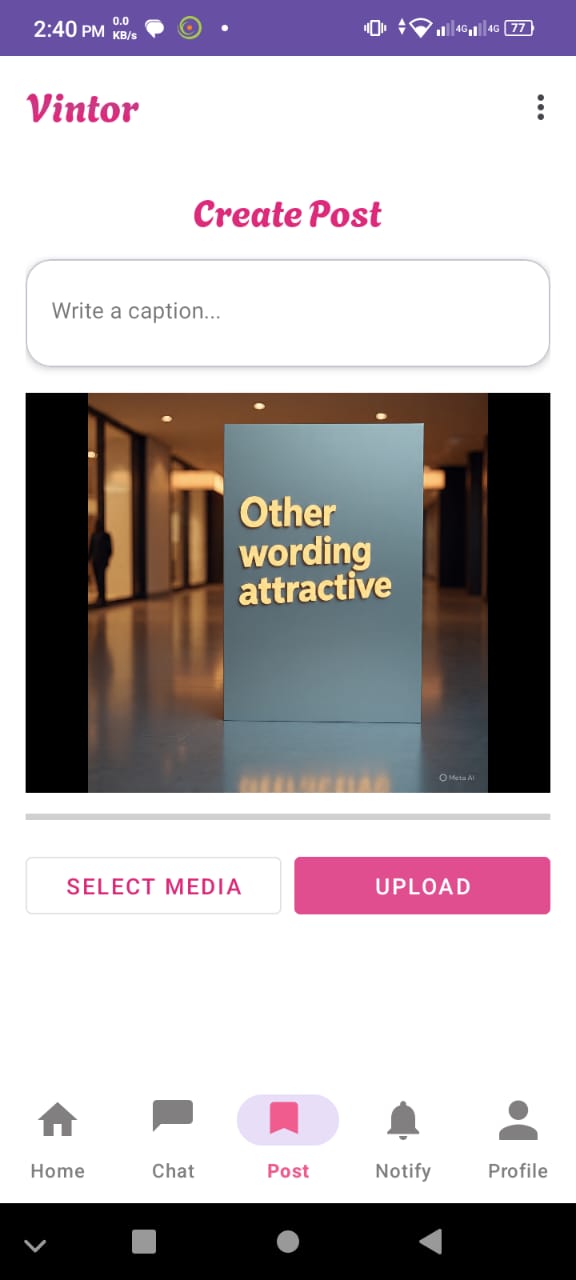 2:40 PM
0.0
KB/s
4G
4G
77
Vintor
Create Post
Write a caption...
Other
wording
attractive
Meta AI
SELECT MEDIA
UPLOAD
Home
Chat
Post
Notify
Profile